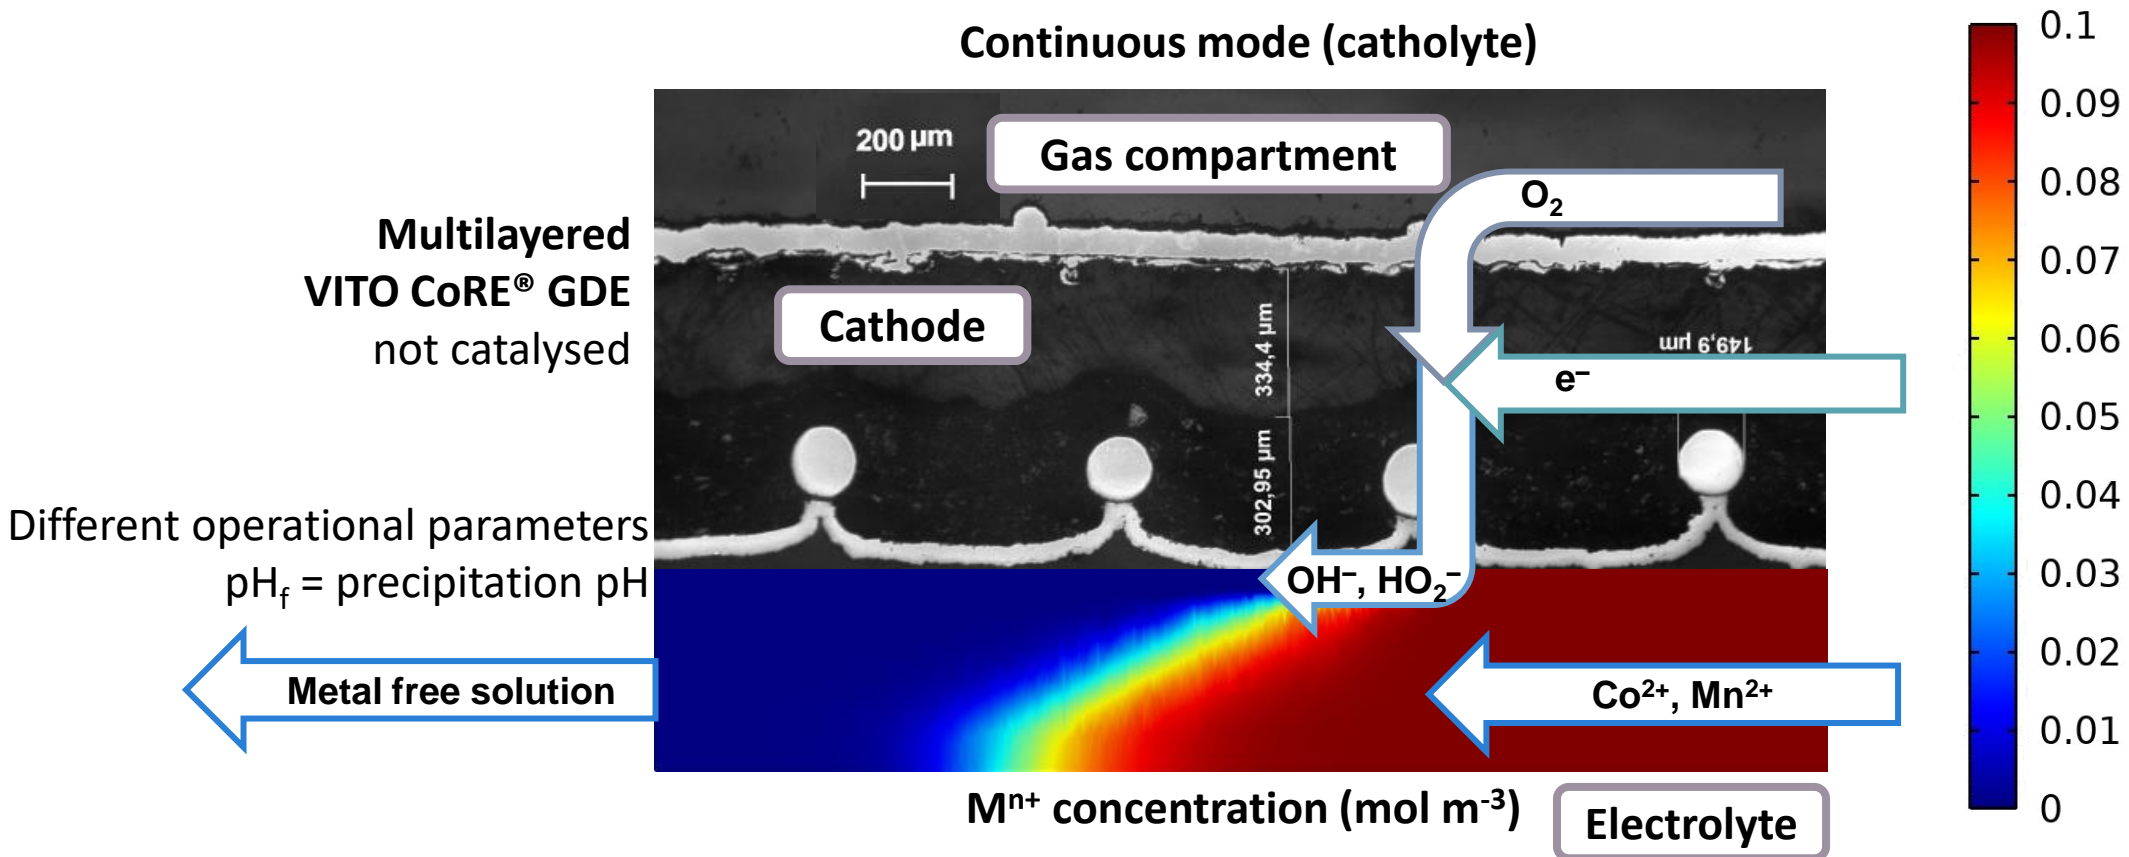 Continuous mode (catholyte)
200 µm
Gas compartment
O₂
Multilayered
VITO CoRE® GDE
not catalysed
Cathode
334,4 µm
149,9 µm
e⁻
302,95 µm
Different operational parameters
pH_f = precipitation pH
OH⁻, HO₂⁻
Metal free solution
Co²⁺, Mn²⁺
Mⁿ⁺ concentration (mol m⁻³)
Electrolyte
0.1
0.09
0.08
0.07
0.06
0.05
0.04
0.03
0.02
0.01
0